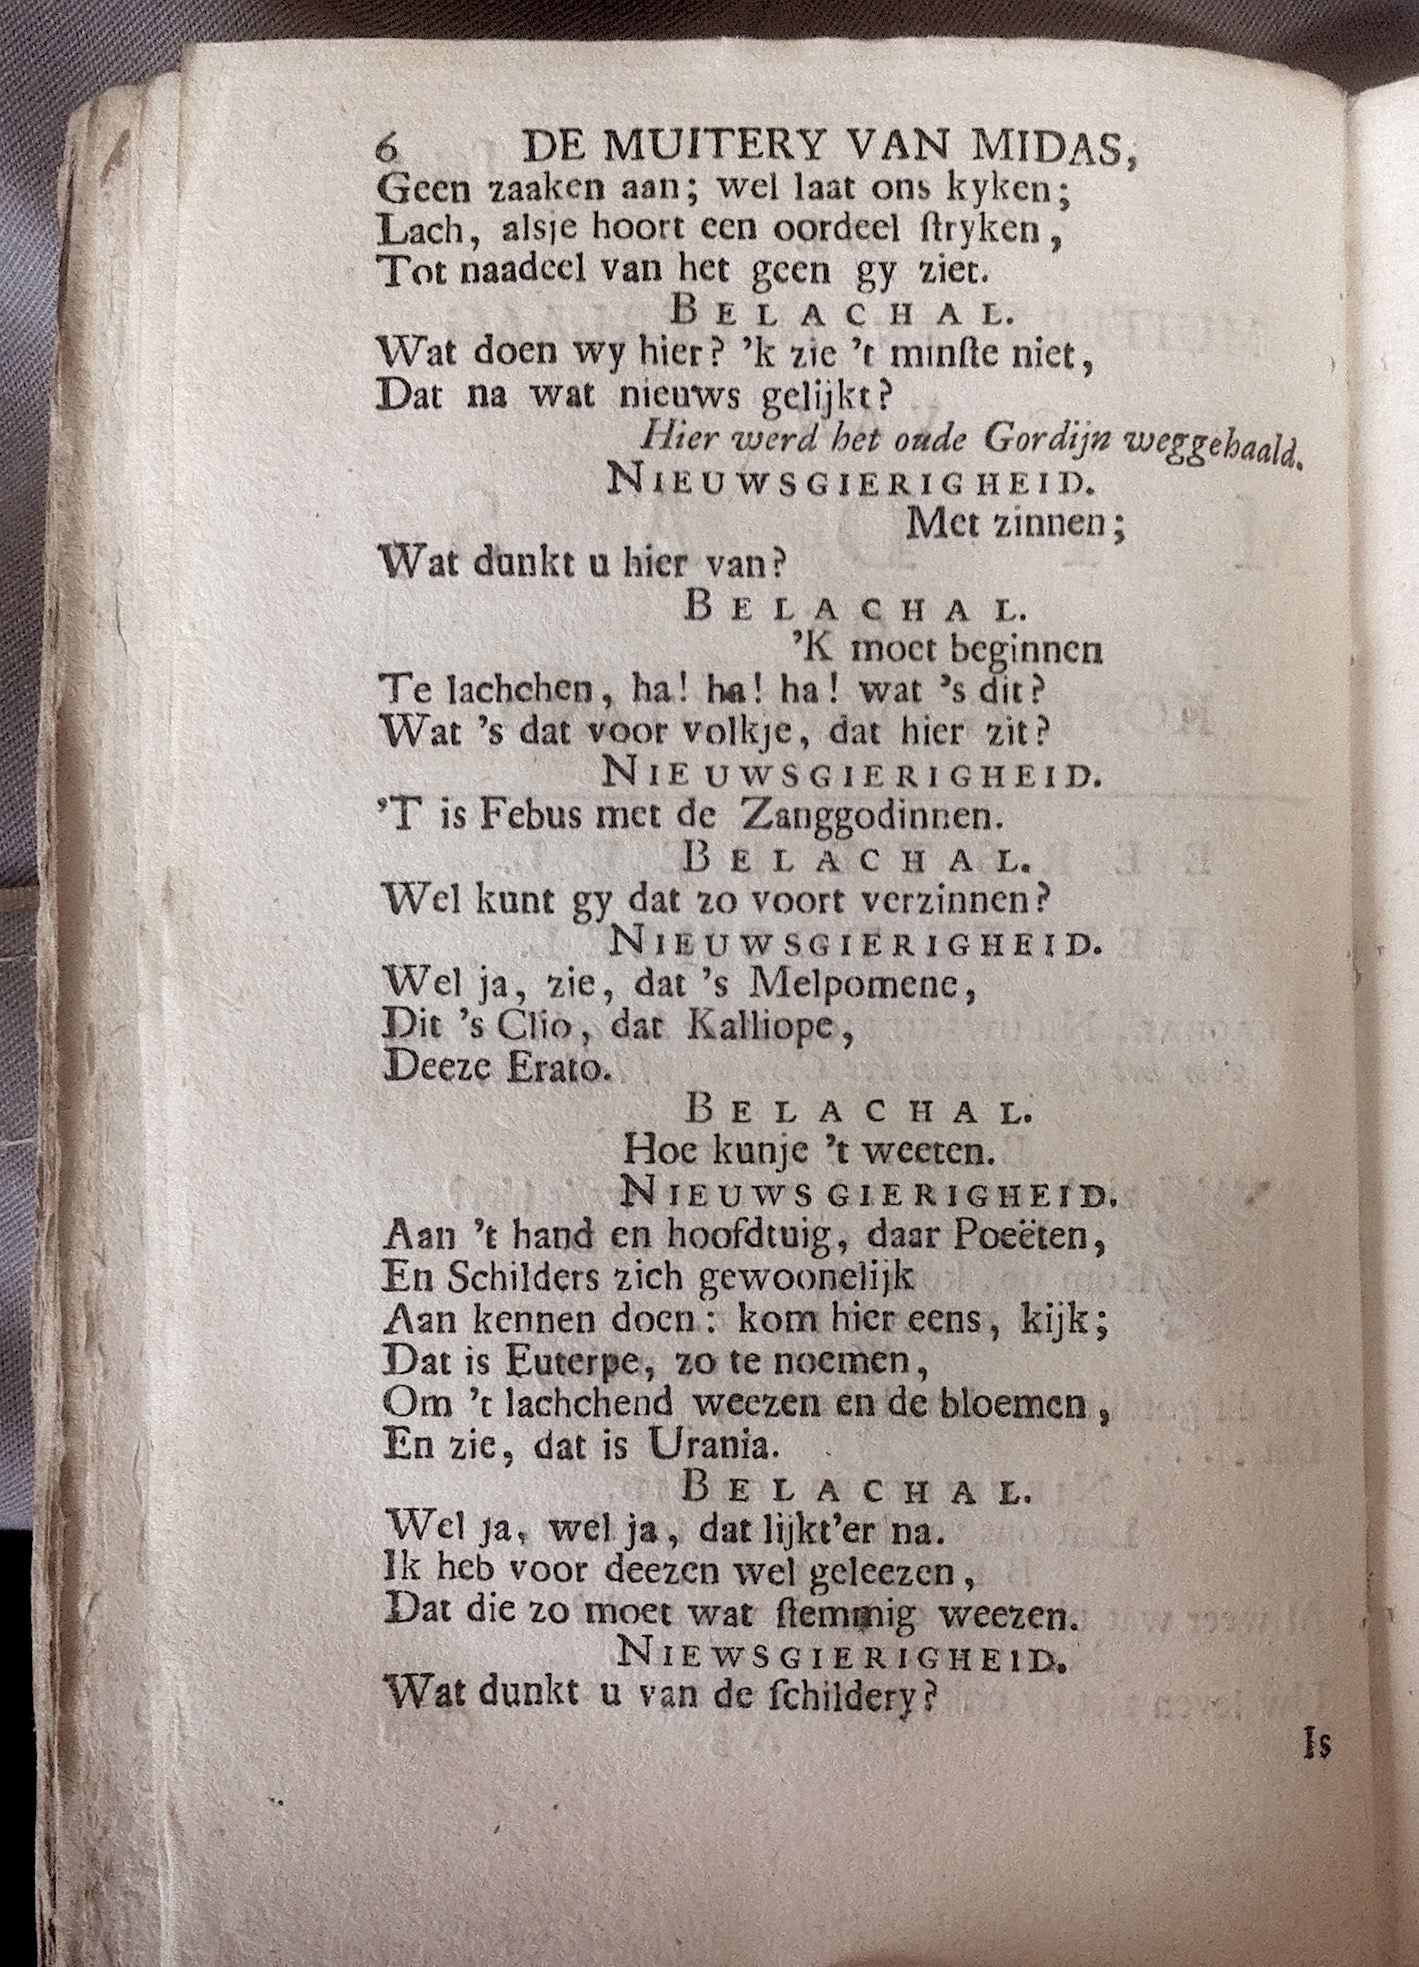 6 DE MUITERY VAN MIDAS,
Geen zaaken aan; wel laat ons kyken;
Lach, alsje hoort een oordeel ſtryken,
Tot naadeel van het geen gy ziet.
BELACHAL.
Wat doen wy hier? 'k zie 't minſte niet,
Dat na wat nieuws gelijkt?
Hier werd het oude Gordijn weggehaald.
NIEUWSGIERIGHEID.
Met zinnen;
Wat dunkt u hier van?
BELACHAL.
'K moet beginnen
Te lachchen, ha! ha! ha! wat 's dit?
Wat 's dat voor volkje, dat hier zit?
NIEUWSGIERIGHEID.
'T is Febus met de Zanggodinnen.
BELACHAL.
Wel kunt gy dat zo voort verzinnen?
NIEUWSGIERIGHEID.
Wel ja, zie, dat 's Melpomene,
Dit 's Clio, dat Kalliope,
Deeze Erato.
BELACHAL.
Hoe kunje 't weeten.
NIEUWSGIERIGHEID.
Aan 't hand en hoofdtuig, daar Poeëten,
En Schilders zich gewoonelijk
Aan kennen doen: kom hier eens, kijk;
Dat is Euterpe, zo te noemen,
Om 't lachchend weezen en de bloemen,
En zie, dat is Urania.
BELACHAL.
Wel ja, wel ja, dat lijkt'er na.
Ik heb voor deezen wel geleezen,
Dat die zo moet wat ſtemmig weezen.
NIEWSGIERIGHEID.
Wat dunkt u van de ſchildery?
Is